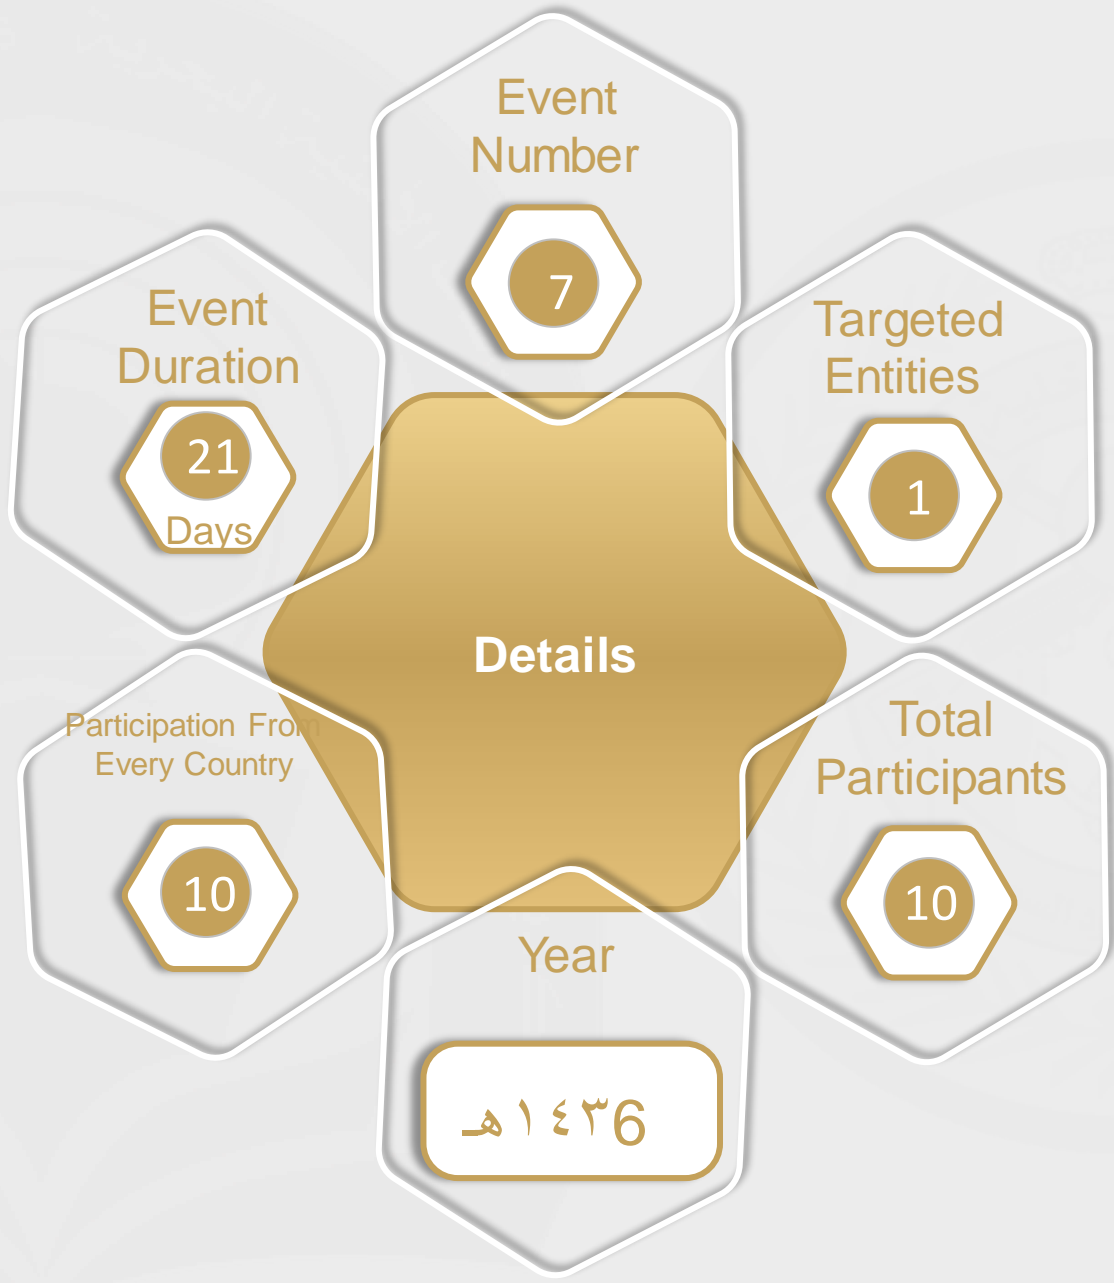 Event
Number
7
Event
Duration
21
Days
Targeted
Entities
1
Details
Participation From
Every Country
10
Total
Participants
10
Year
١٤٣6هـ